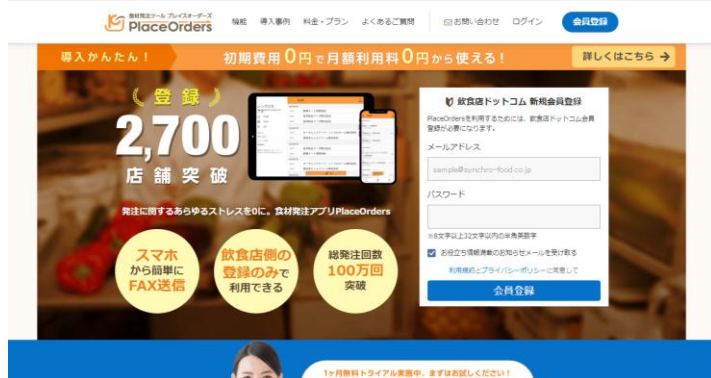 食材発注ツール プレイスオーダーズ
PlaceOrders
機能 導入事例 料金・プラン よくあるご質問 お問い合わせ ログイン 会員登録
導入かんたん！ 初期費用0円で月額利用料0円から使える！ 詳しくはこちら →
登録
2,700
店舗突破
発注に関するあらゆるストレスを0に。食材発注アプリPlaceOrders
スマホ
から簡単に
FAX送信
飲食店側の
登録のみで
利用できる
総発注回数
100万回
突破
飲食店ドットコム 新規会員登録
PlaceOrdersを利用するためには、飲食店ドットコム会員
登録が必要になります。
メールアドレス
sample@synchro-food.co.jp
パスワード
※8文字以上32文字以内の半角英数字
お役立ち情報満載のお知らせメールを受け取る
利用規約とプライバシーポリシーに同意して
会員登録
1ヶ月無料トライアル実施中。まずはお試しください！